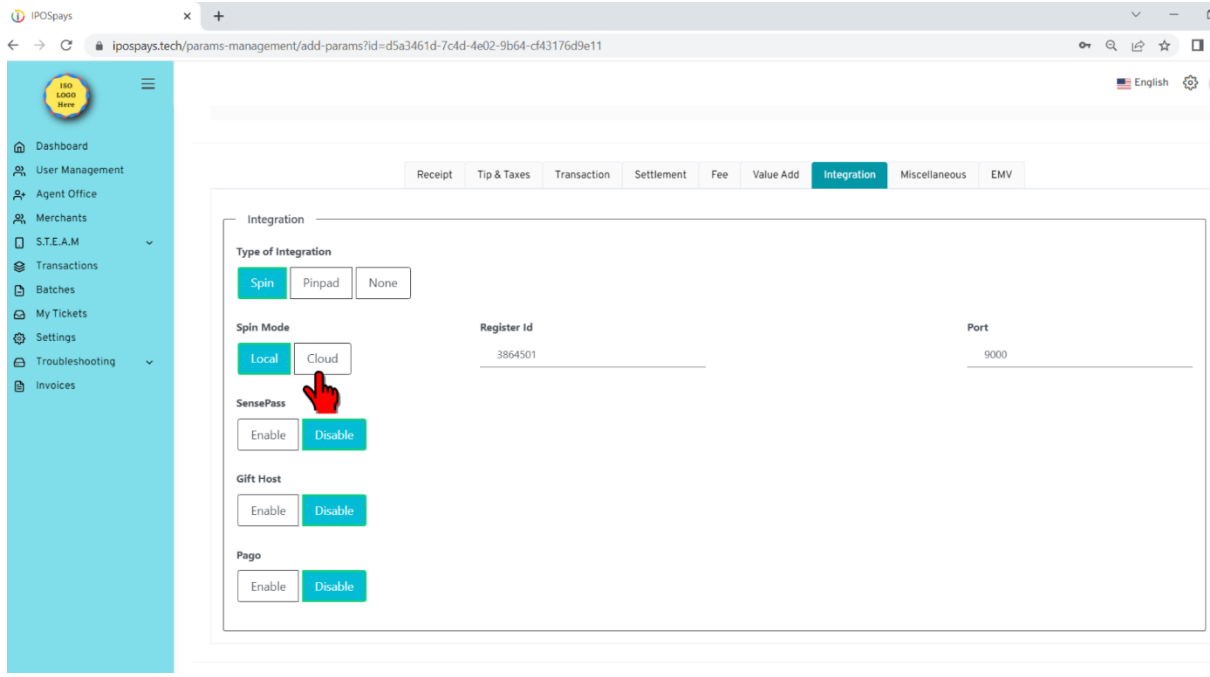 IPOSpays
ipospays.tech/params-management/add-params?id=d5a3461d-7c4d-4e02-9b64-cf43176d9e11
ISO
LOGO
Here
English
Dashboard
User Management
Agent Office
Merchants
S.T.E.A.M
Transactions
Batches
My Tickets
Settings
Troubleshooting
Invoices
Receipt Tip & Taxes Transaction Settlement Fee Value Add Integration Miscellaneous EMV
Integration
Type of Integration
Spin Pinpad None
Spin Mode Register Id Port
Local Cloud 3864501 9000
SensePass
Enable Disable
Gift Host
Enable Disable
Pago
Enable Disable